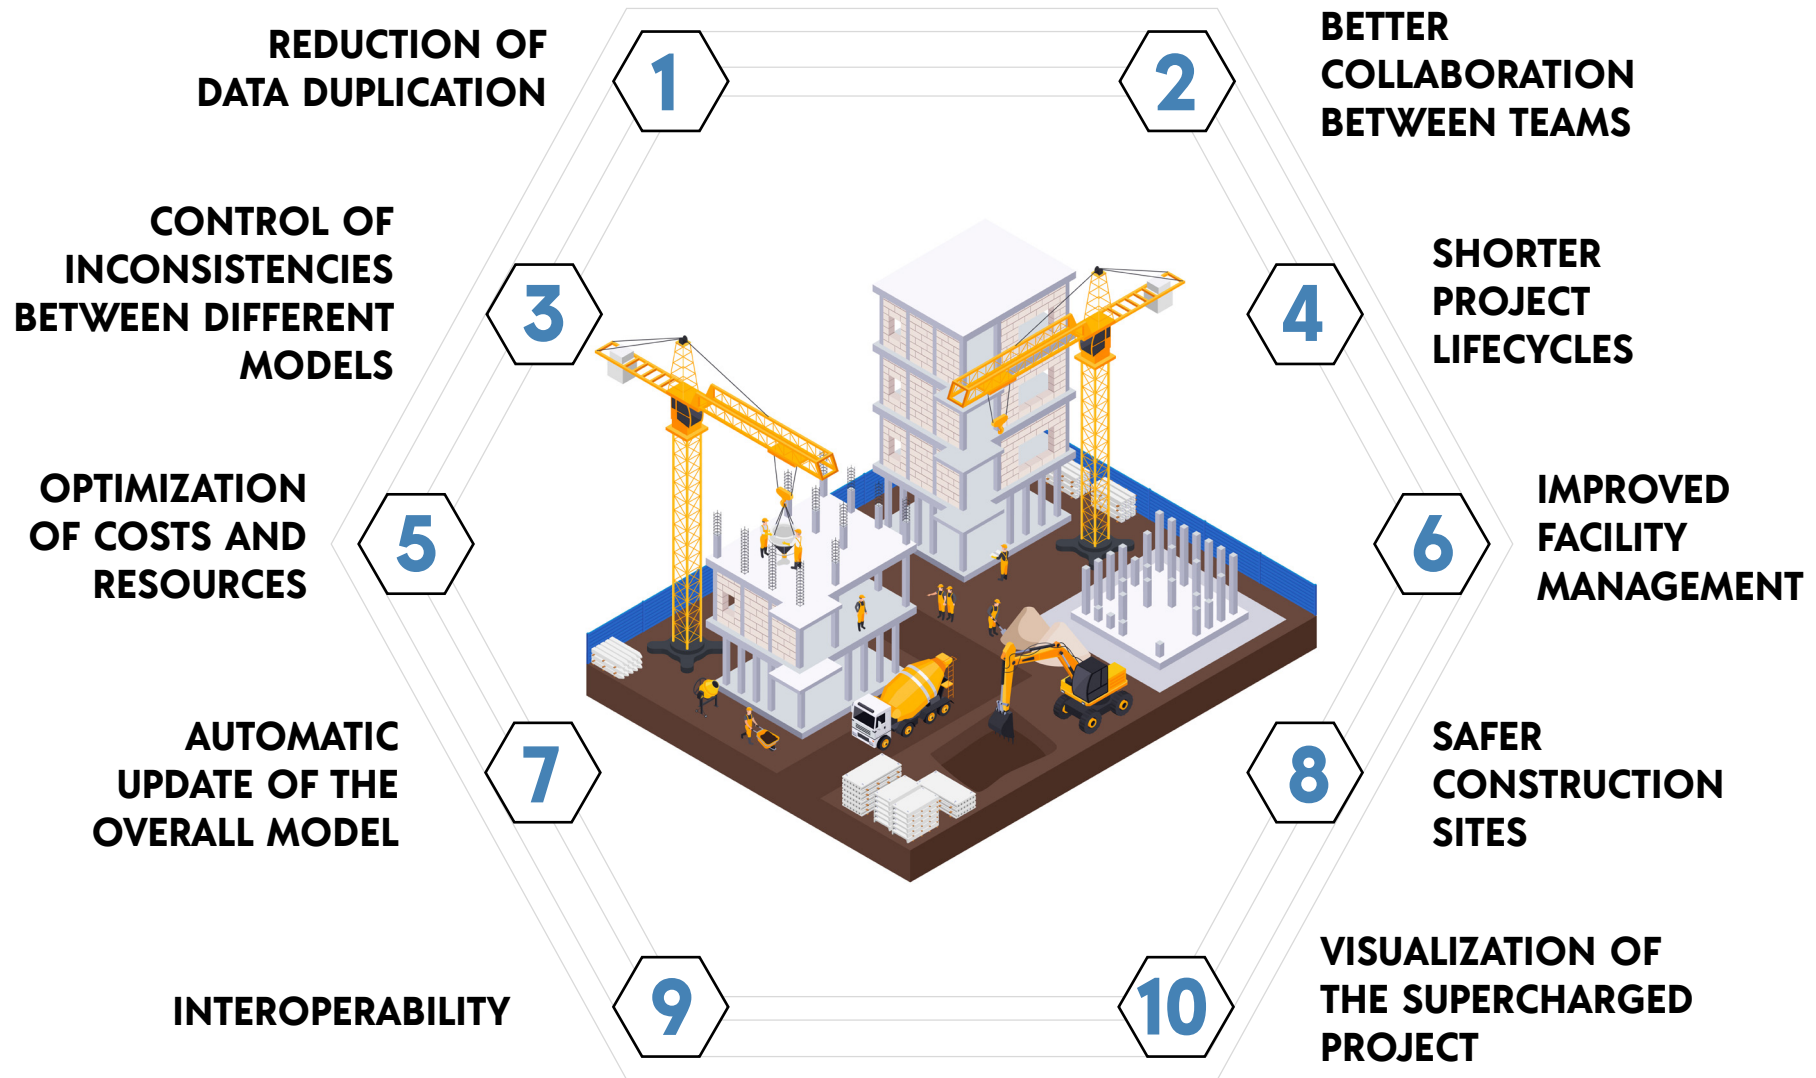 1
REDUCTION OF
DATA DUPLICATION
2
BETTER
COLLABORATION
BETWEEN TEAMS
3
CONTROL OF
INCONSISTENCIES
BETWEEN DIFFERENT
MODELS
4
SHORTER
PROJECT
LIFECYCLES
5
OPTIMIZATION
OF COSTS AND
RESOURCES
6
IMPROVED
FACILITY
MANAGEMENT
7
AUTOMATIC
UPDATE OF THE
OVERALL MODEL
8
SAFER
CONSTRUCTION
SITES
9
INTEROPERABILITY
10
VISUALIZATION OF
THE SUPERCHARGED
PROJECT